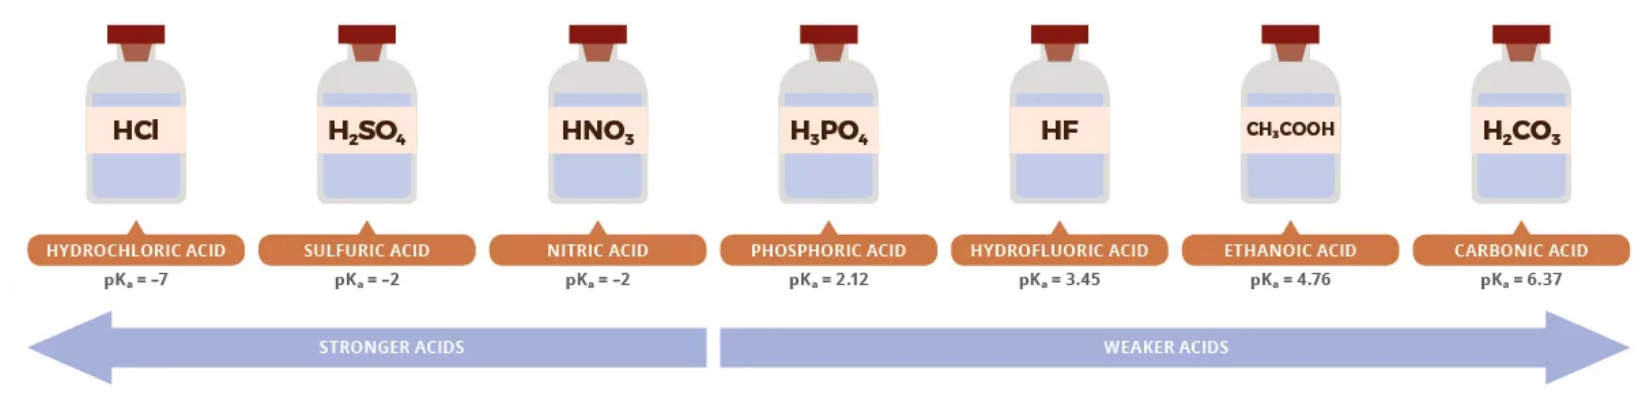 HCl
H₂SO₄
HNO₃
H₃PO₄
HF
CH₃COOH
H₂CO₃
HYDROCHLORIC ACID
SULFURIC ACID
NITRIC ACID
PHOSPHORIC ACID
HYDROFLUORIC ACID
ETHANOIC ACID
CARBONIC ACID
pKₐ = –7
pKₐ = –2
pKₐ = –2
pKₐ = 2.12
pKₐ = 3.45
pKₐ = 4.76
pKₐ = 6.37
STRONGER ACIDS
WEAKER ACIDS